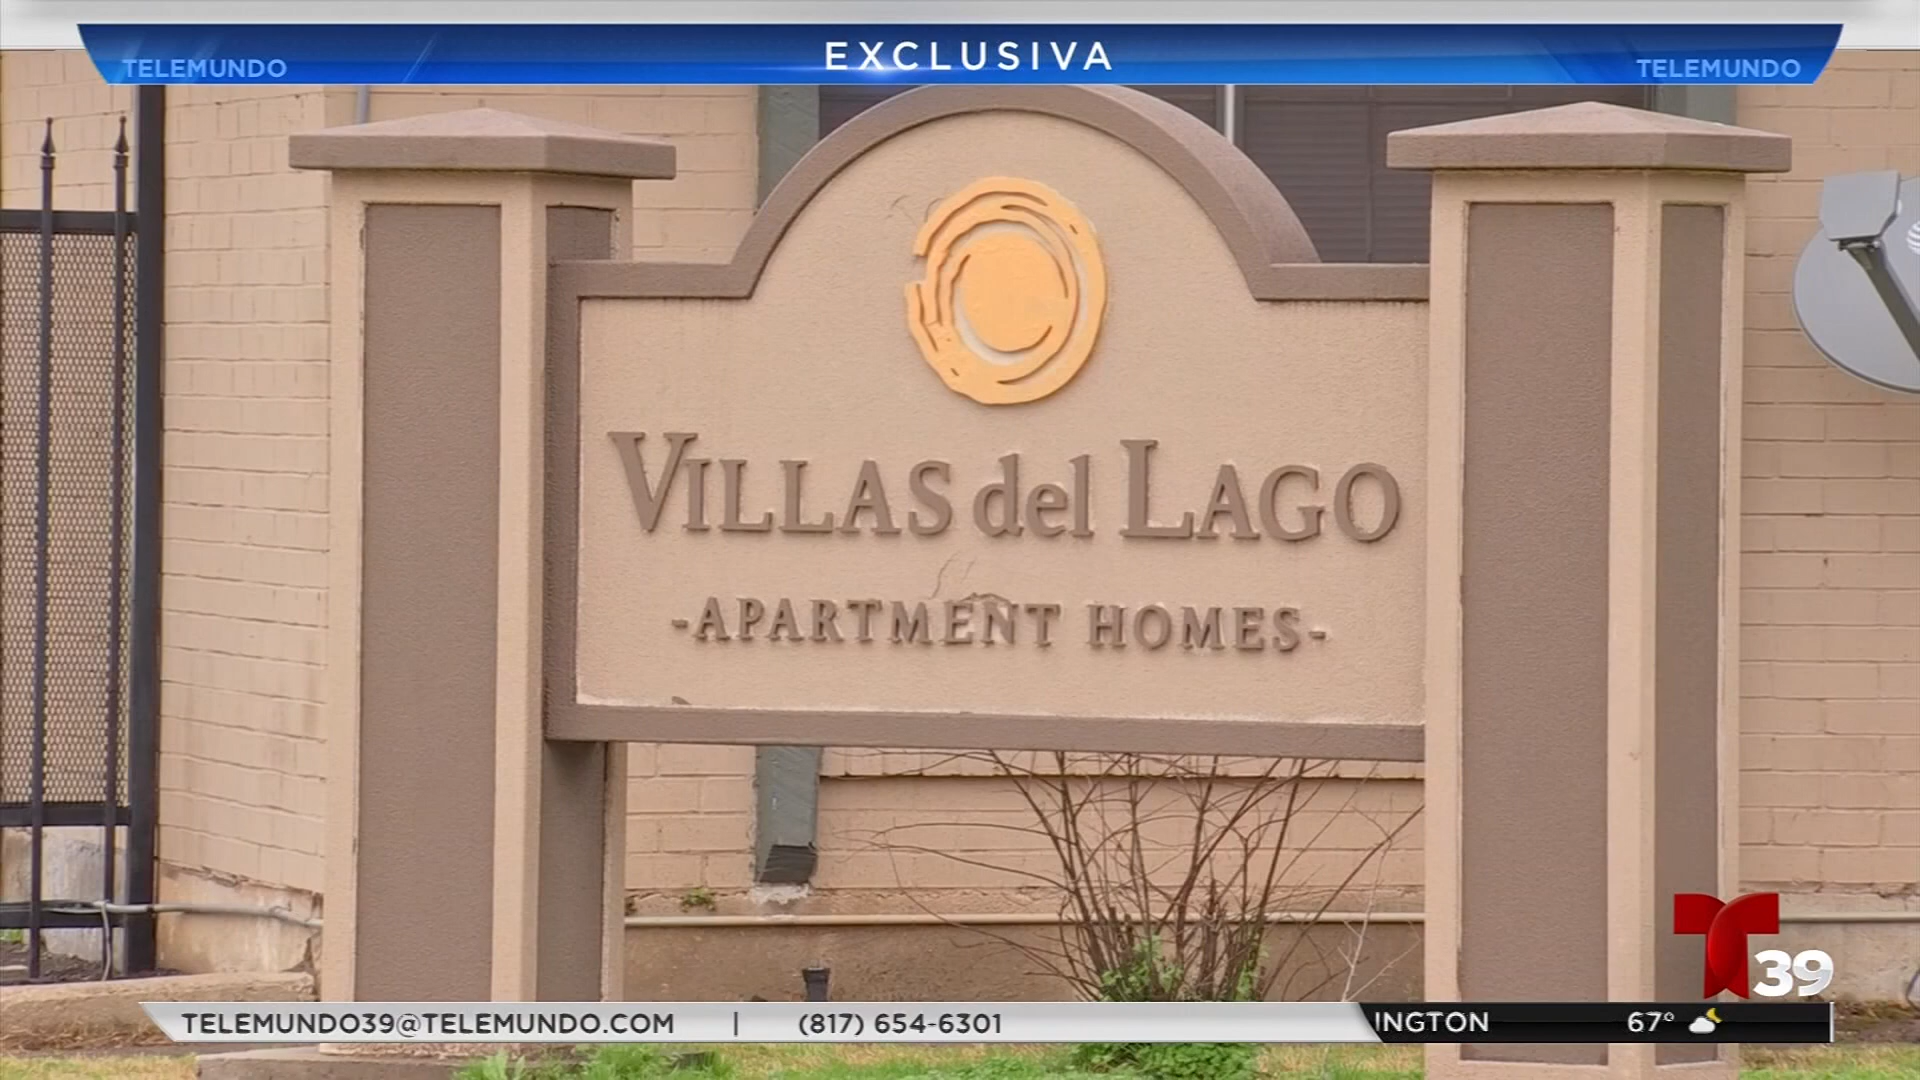 EXCLUSIVA
TELEMUNDO
TELEMUNDO
VILLAS del LAGO
-APARTMENT HOMES-
39
TELEMUNDO39@TELEMUNDO.COM | (817) 654-6301
INGTON 67°